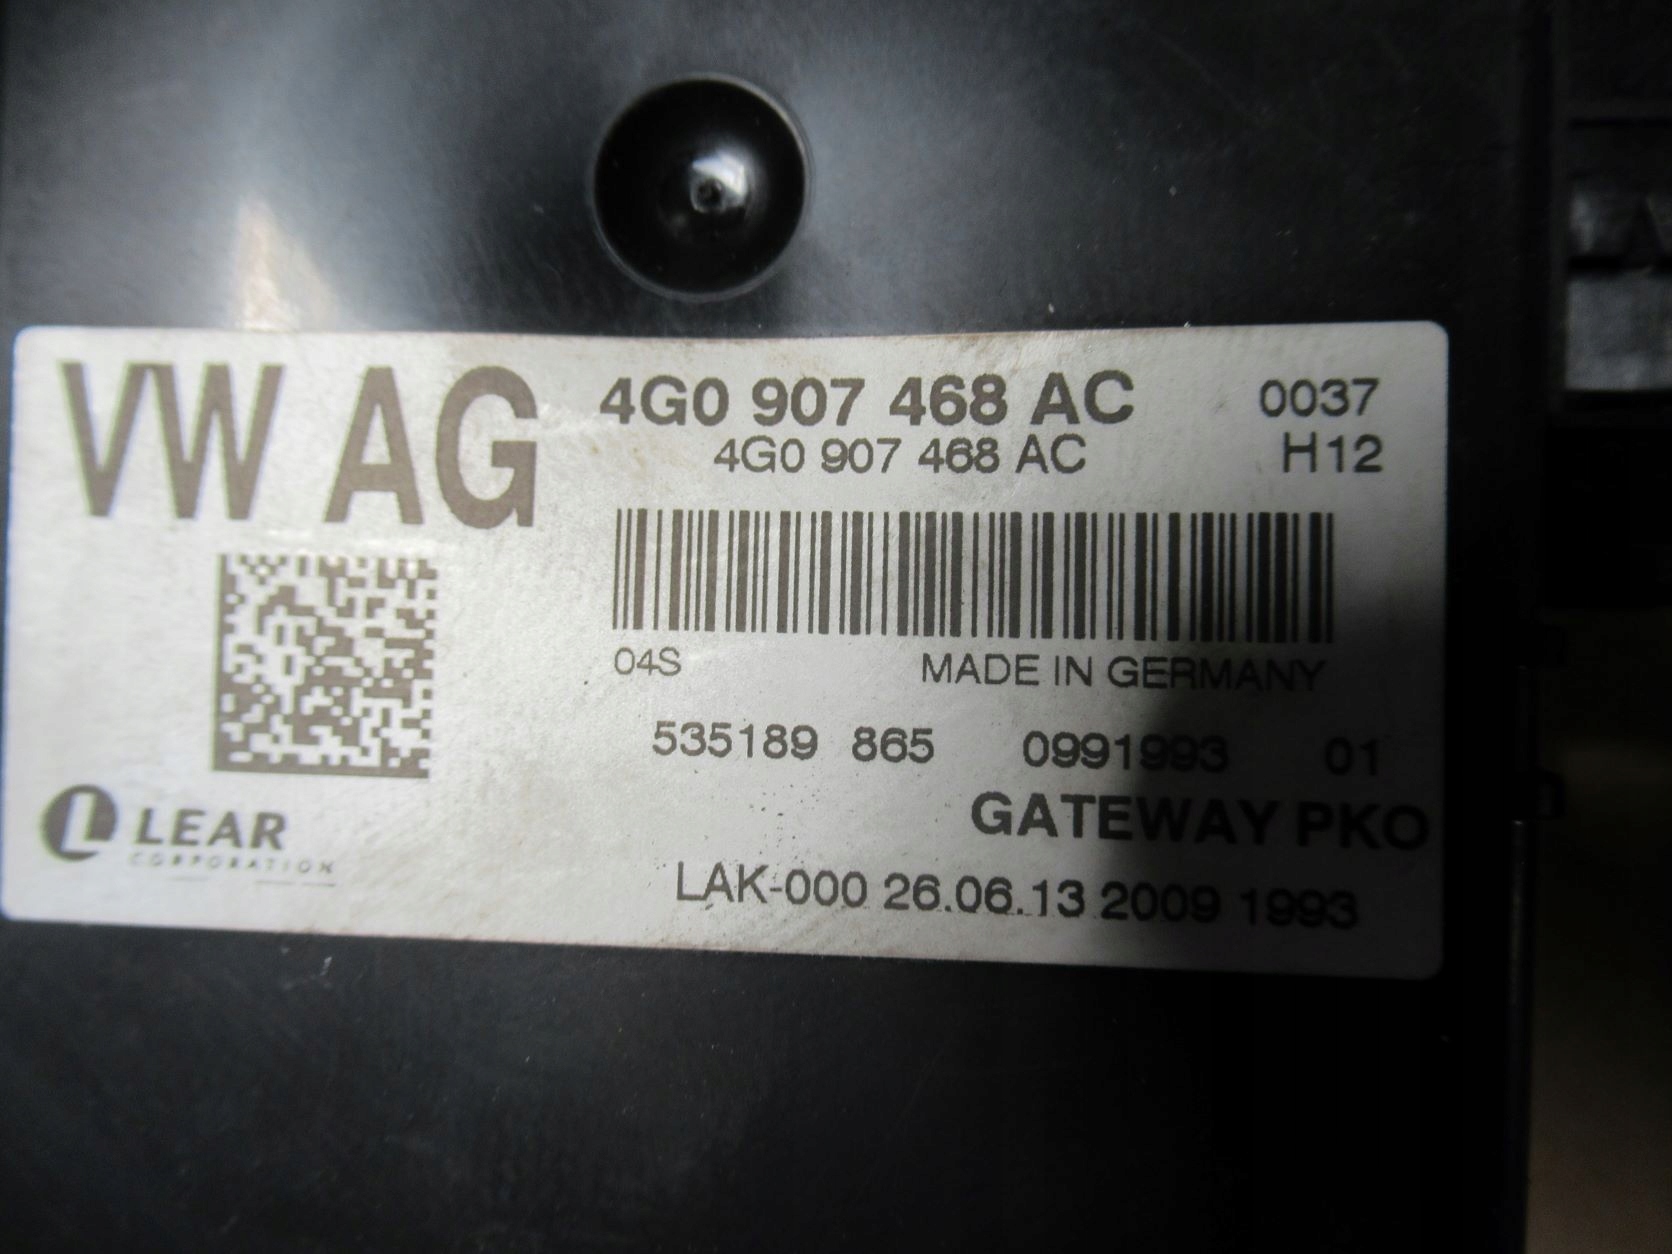 VW AG
4G0 907 468 AC 0037
4G0 907 468 AC H12
04S MADE IN GERMANY
535189 865 0991993 01
GATEWAY PKO
LEAR
CORPORATION
LAK-000 26.06.13 2009 1993